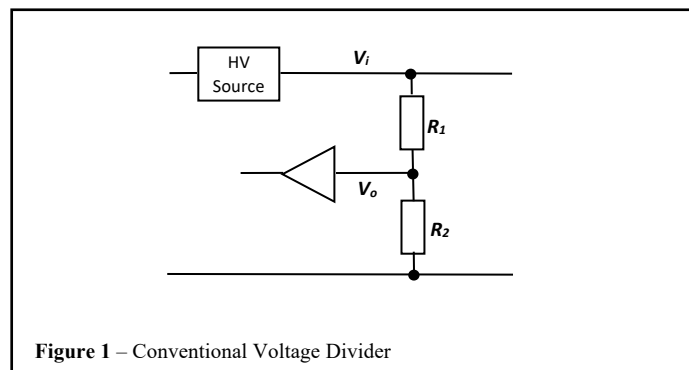 HV
Source
Vi
R1
Vo
R2
Figure 1 – Conventional Voltage Divider